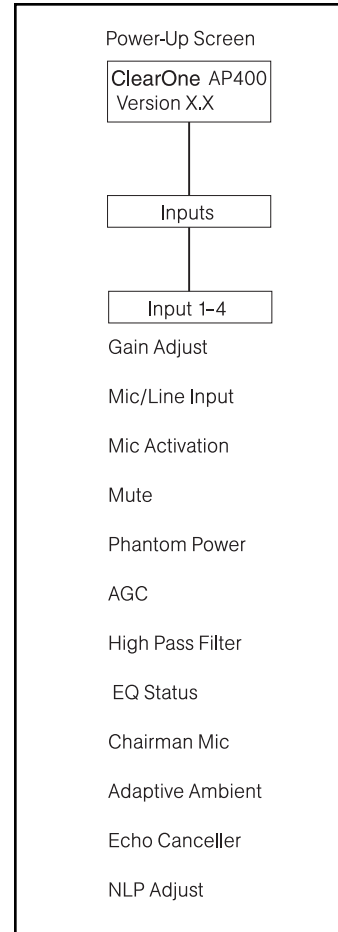 Power-Up Screen
ClearOne AP400
Version X.X
Inputs
Input 1-4
Gain Adjust
Mic/Line Input
Mic Activation
Mute
Phantom Power
AGC
High Pass Filter
EQ Status
Chairman Mic
Adaptive Ambient
Echo Canceller
NLP Adjust